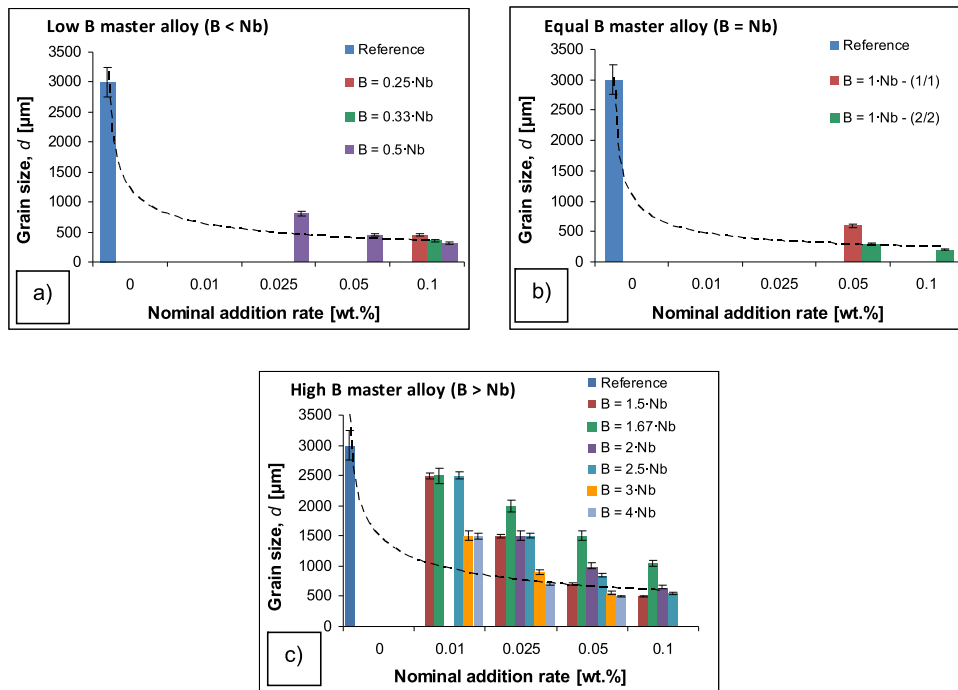 Low B master alloy (B < Nb)
3500
3000
2500
2000
1500
1000
500
0
Grain size, d [µm]
Reference
B = 0.25·Nb
B = 0.33·Nb
B = 0.5·Nb
0 0.01 0.025 0.05 0.1
Nominal addition rate [wt.%]
a)
Equal B master alloy (B = Nb)
3500
3000
2500
2000
1500
1000
500
0
Grain size, d [µm]
Reference
B = 1·Nb - (1/1)
B = 1·Nb - (2/2)
0 0.01 0.025 0.05 0.1
Nominal addition rate [wt.%]
b)
High B master alloy (B > Nb)
3500
3000
2500
2000
1500
1000
500
0
Grain size, d [µm]
Reference
B = 1.5·Nb
B = 1.67·Nb
B = 2·Nb
B = 2.5·Nb
B = 3·Nb
B = 4·Nb
0 0.01 0.025 0.05 0.1
Nominal addition rate [wt.%]
c)